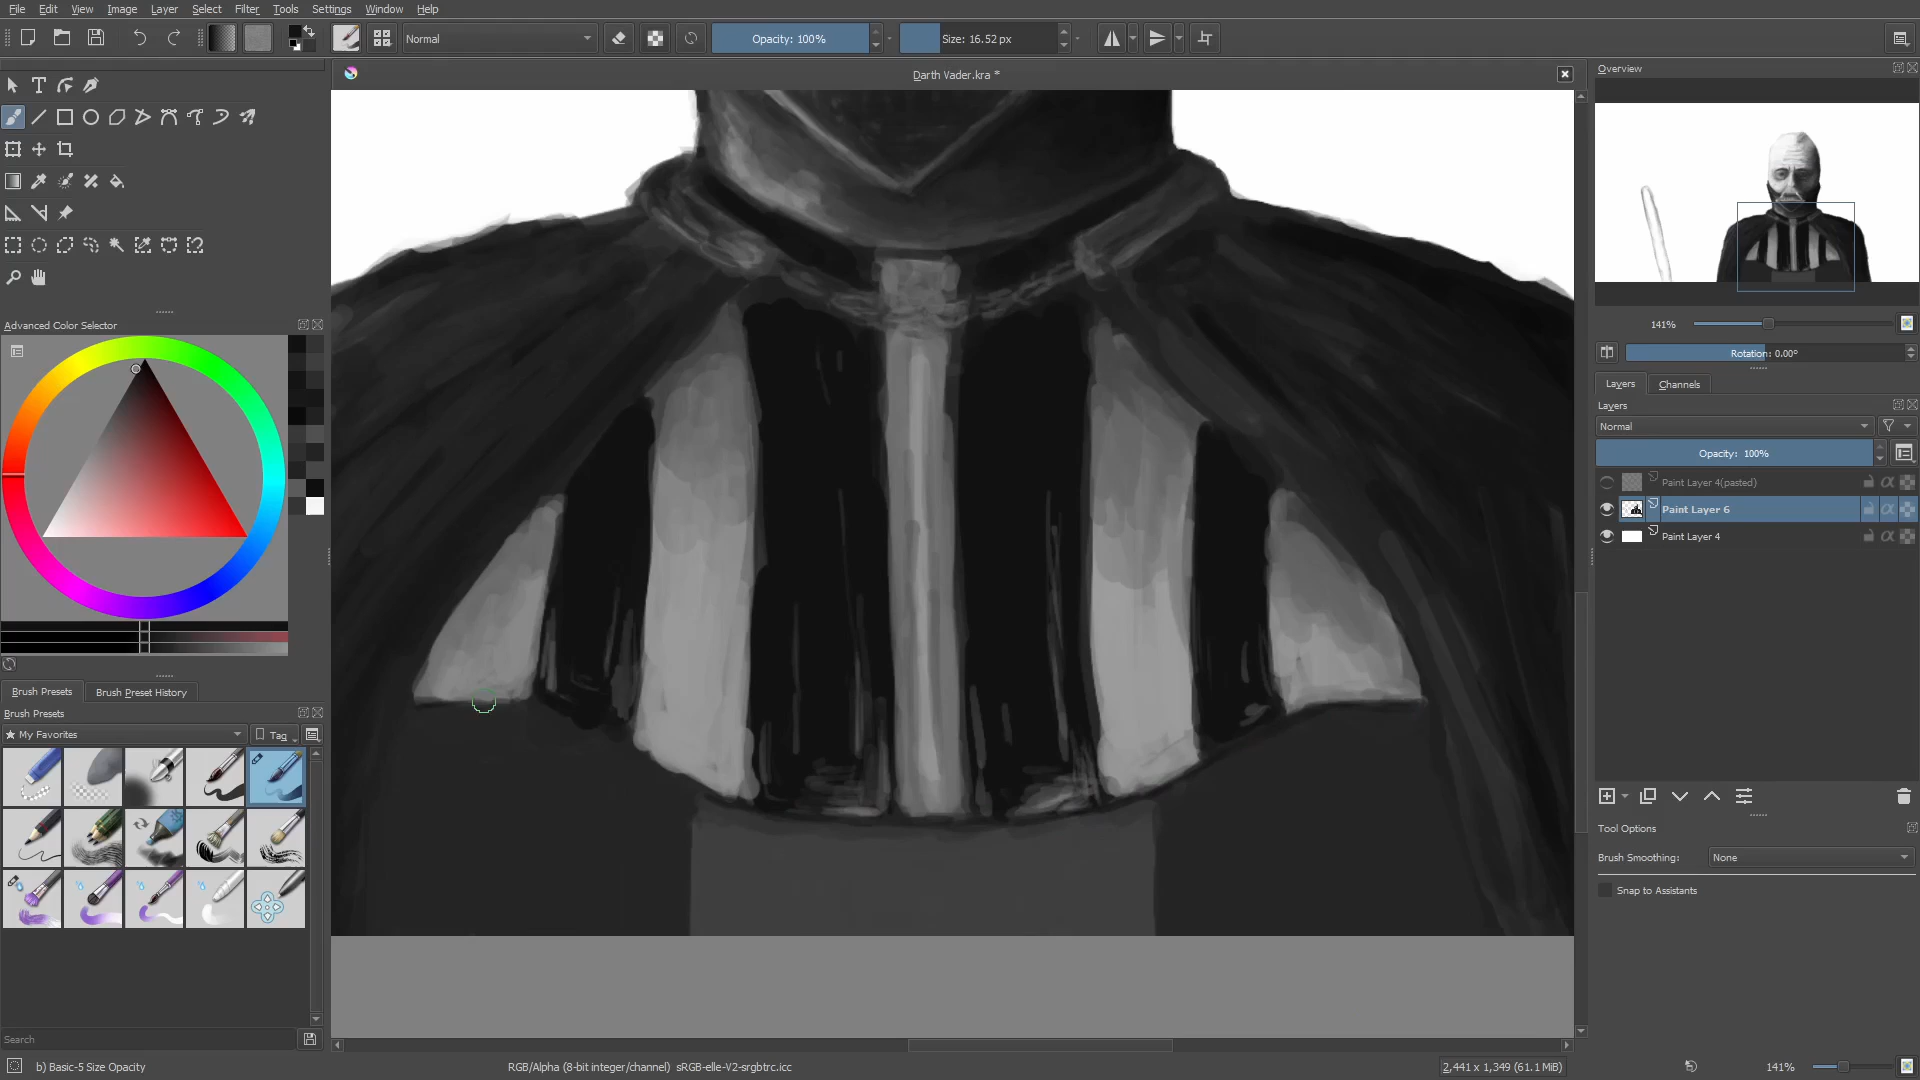 File Edit View Image Layer Select Filter Tools Settings Window Help
Normal
Opacity: 100%
Size: 16.52 px
Darth Vader.kra *
Overview
141%
Rotation: 0.00°
Layers Channels
Layers
Normal
Opacity: 100%
Paint Layer 4(pasted)
Paint Layer 6
Paint Layer 4
Tool Options
Brush Smoothing: None
Snap to Assistants
Advanced Color Selector
Brush Presets Brush Preset History
Brush Presets
★ My Favorites
Tag
Search
b) Basic-5 Size Opacity
RGB/Alpha (8-bit integer/channel) sRGB-elle-V2-srgbtrc.icc
2,441 x 1,349 (61.1 MiB)
141%